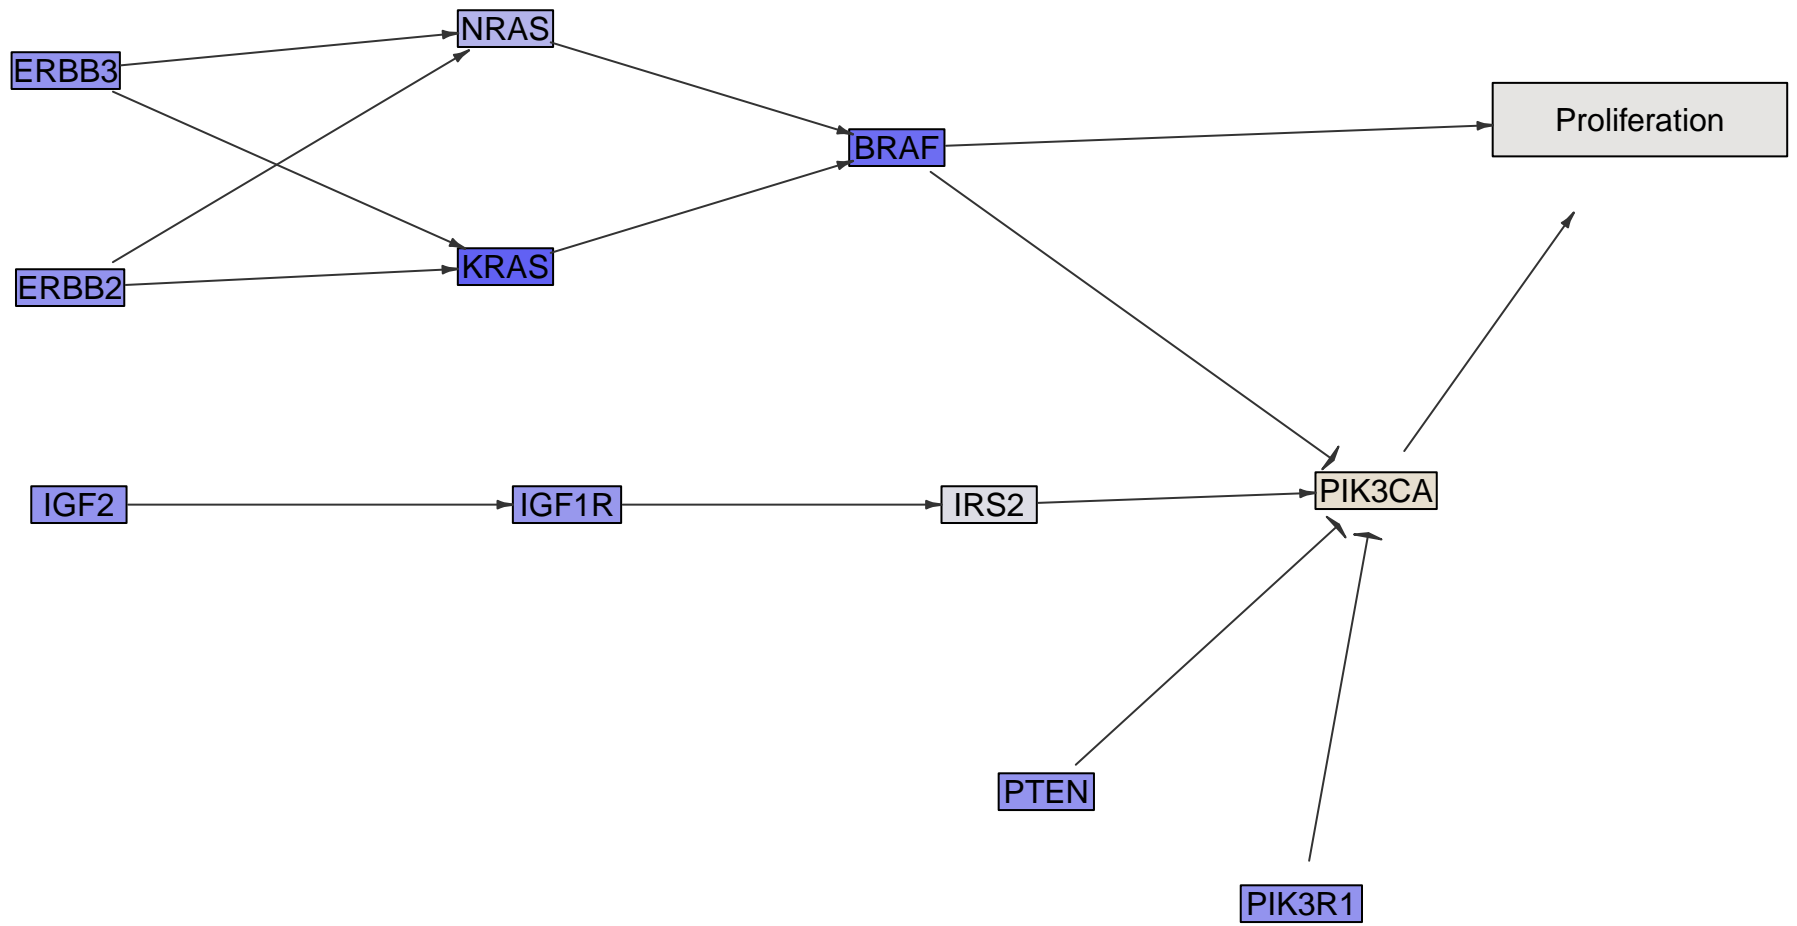 NRAS
ERBB3
Proliferation
BRAF
KRAS
ERBB2
PIK3CA
IGF2
IGF1R
IRS2
PTEN
PIK3R1